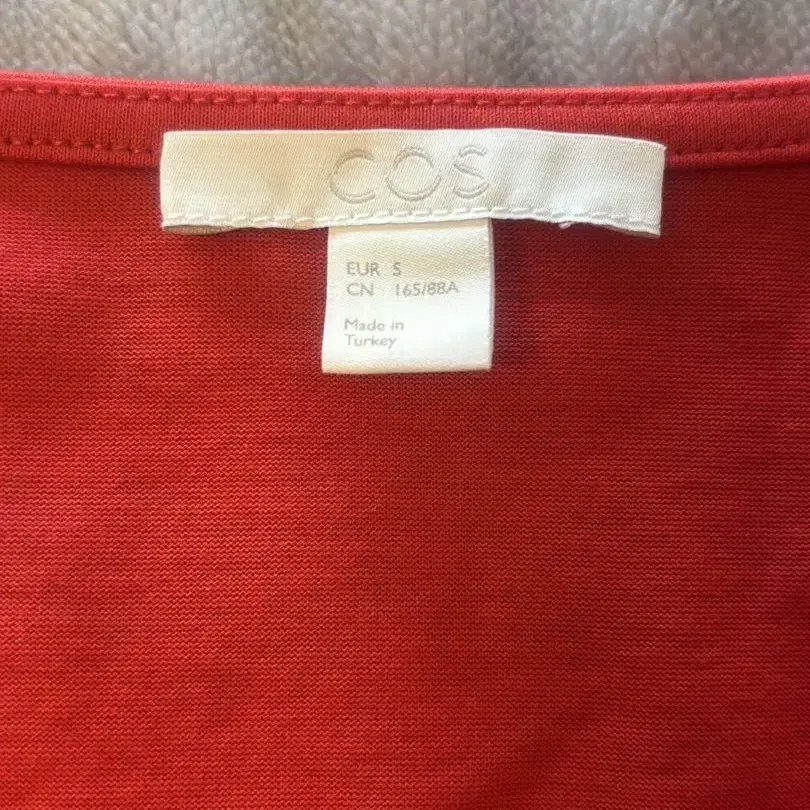 COS
EUR S
CN 165/88A
Made in
Turkey